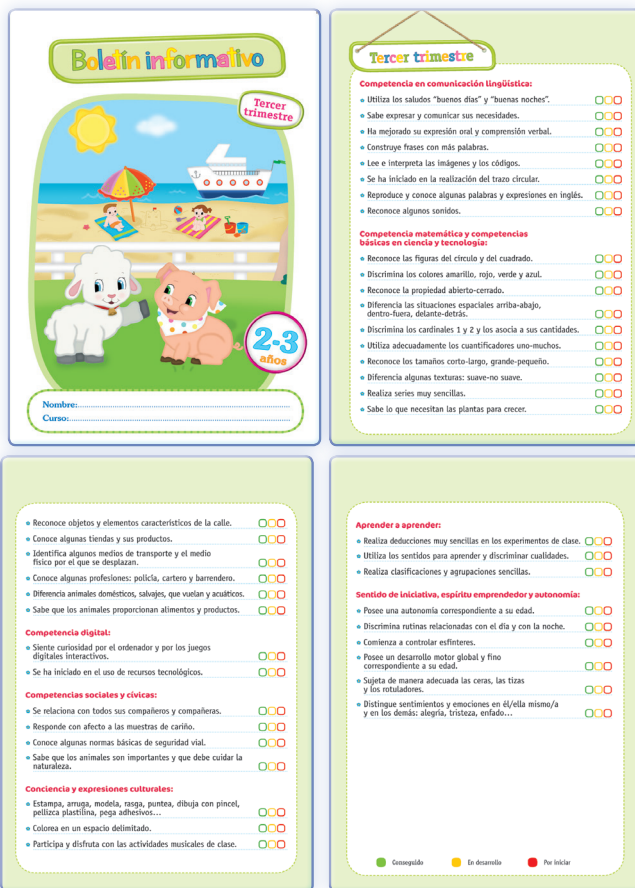 Boletín informativo
Tercer
trimestre
2-3
años
Nombre:
Curso:
Tercer trimestre
Competencia en comunicación lingüística:
Utiliza los saludos "buenos días" y "buenas noches".
Sabe expresar y comunicar sus necesidades.
Ha mejorado su expresión oral y comprensión verbal.
Construye frases con más palabras.
Lee e interpreta las imágenes y los códigos.
Se ha iniciado en la realización del trazo circular.
Reproduce y conoce algunas palabras y expresiones en inglés.
Reconoce algunos sonidos.
Competencia matemática y competencias
básicas en ciencia y tecnología:
Reconoce las figuras del círculo y del cuadrado.
Discrimina los colores amarillo, rojo, verde y azul.
Reconoce la propiedad abierto-cerrado.
Diferencia las situaciones espaciales arriba-abajo,
dentro-fuera, delante-detrás.
Discrimina los cardinales 1 y 2 y los asocia a sus cantidades.
Utiliza adecuadamente los cuantificadores uno-muchos.
Reconoce los tamaños corto-largo, grande-pequeño.
Diferencia algunas texturas: suave-no suave.
Realiza series muy sencillas.
Sabe lo que necesitan las plantas para crecer.
Reconoce objetos y elementos característicos de la calle.
Conoce algunas tiendas y sus productos.
Identifica algunos medios de transporte y el medio
físico por el que se desplazan.
Conoce algunas profesiones: policía, cartero y barrendero.
Diferencia animales domésticos, salvajes, que vuelan y acuáticos.
Sabe que los animales proporcionan alimentos y productos.
Competencia digital:
Siente curiosidad por el ordenador y por los juegos
digitales interactivos.
Se ha iniciado en el uso de recursos tecnológicos.
Competencias sociales y cívicas:
Se relaciona con todos sus compañeros y compañeras.
Responde con afecto a las muestras de cariño.
Conoce algunas normas básicas de seguridad vial.
Sabe que los animales son importantes y que debe cuidar la
naturaleza.
Conciencia y expresiones culturales:
Estampa, arruga, modela, rasga, puntea, dibuja con pincel,
pellizca plastilina, pega adhesivos...
Colorea en un espacio delimitado.
Participa y disfruta con las actividades musicales de clase.
Aprender a aprender:
Realiza deducciones muy sencillas en los experimentos de clase.
Utiliza los sentidos para aprender y discriminar cualidades.
Realiza clasificaciones y agrupaciones sencillas.
Sentido de iniciativa, espíritu emprendedor y autonomía:
Posee una autonomía correspondiente a su edad.
Discrimina rutinas relacionadas con el día y con la noche.
Comienza a controlar esfínteres.
Posee un desarrollo motor global y fino
correspondiente a su edad.
Sujeta de manera adecuada las ceras, las tizas
y los rotuladores.
Distingue sentimientos y emociones en él/ella mismo/a
y en los demás: alegría, tristeza, enfado...
Conseguido En desarrollo Por iniciar